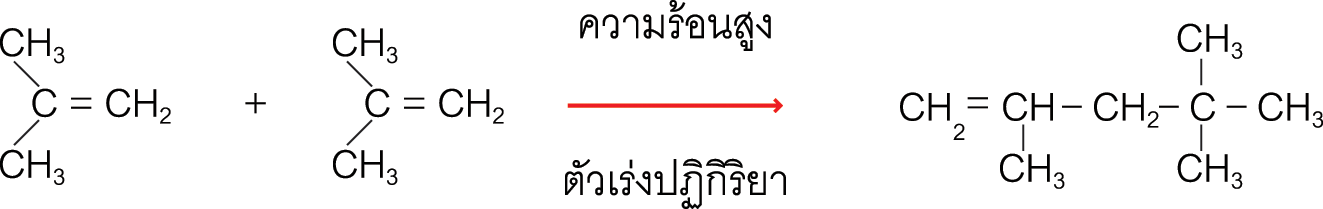 ความร้อนสูง
CH3 CH3 CH3
C = CH2 + C = CH2 CH2 = CH – CH2 – C – CH3
CH3 CH3 CH3 CH3
ตัวเร่งปฏิกิริยา